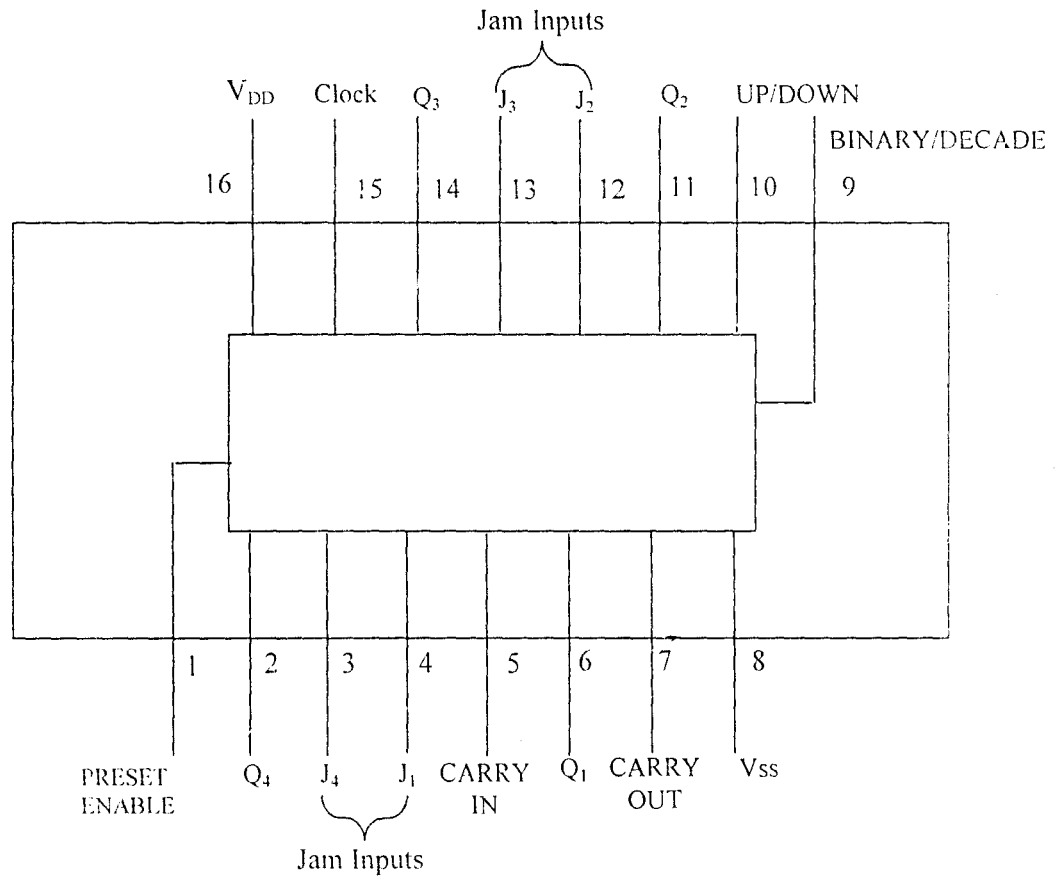 Jam Inputs
V_DD Clock Q₃ J₃ J₂ Q₂ UP/DOWN
BINARY/DECADE
16 15 14 13 12 11 10 9
1 2 3 4 5 6 7 8
PRESET ENABLE Q₄ J₄ J₁ CARRY IN Q₁ CARRY OUT Vss
Jam Inputs